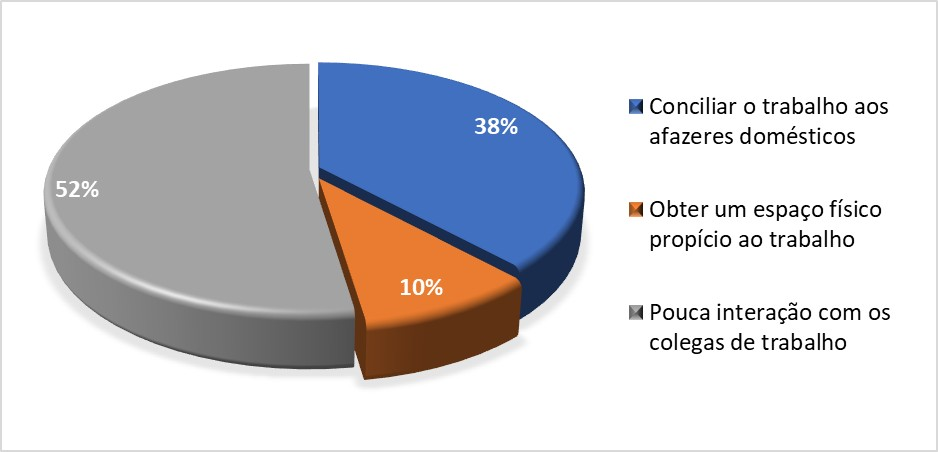 38%
52%
10%
Conciliar o trabalho aos
afazeres domésticos
Obter um espaço físico
propício ao trabalho
Pouca interação com os
colegas de trabalho